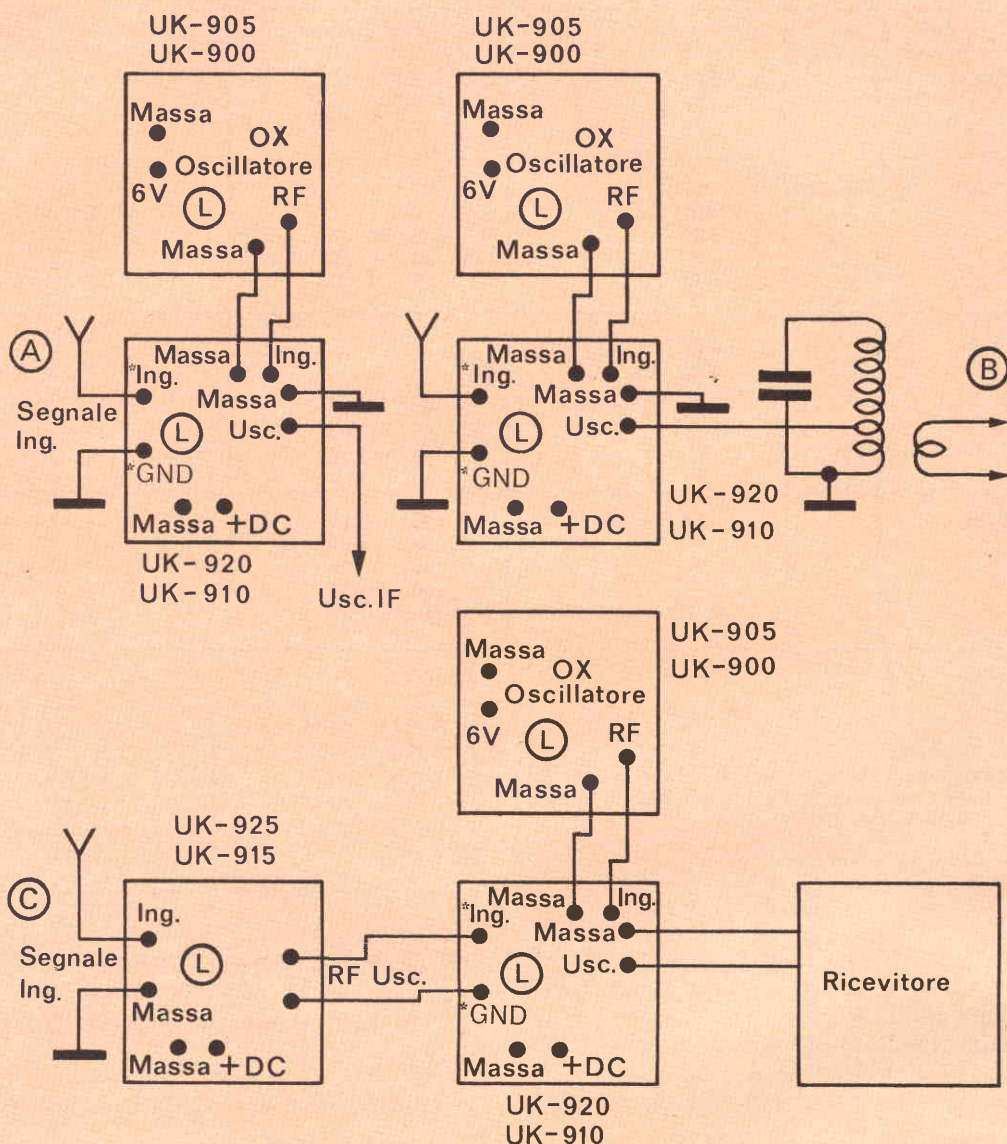 UK-905
UK-900
Massa
OX
Oscillatore
6V
L
RF
Massa
UK-905
UK-900
Massa
OX
Oscillatore
6V
L
RF
Massa
A
Segnale
Ing.
Massa
Ing.
*Ing.
Massa
L
Usc.
*GND
Massa +DC
UK-920
UK-910
Usc.IF
Massa
Ing.
*Ing.
Massa
L
Usc.
*GND
Massa +DC
UK-920
UK-910
B
UK-905
UK-900
Massa
OX
Oscillatore
6V
L
RF
Massa
C
Segnale
Ing.
UK-925
UK-915
Ing.
L
Massa
Massa +DC
RF Usc.
Massa
Ing.
*Ing.
Massa
L
Usc.
*GND
Massa +DC
UK-920
UK-910
Ricevitore